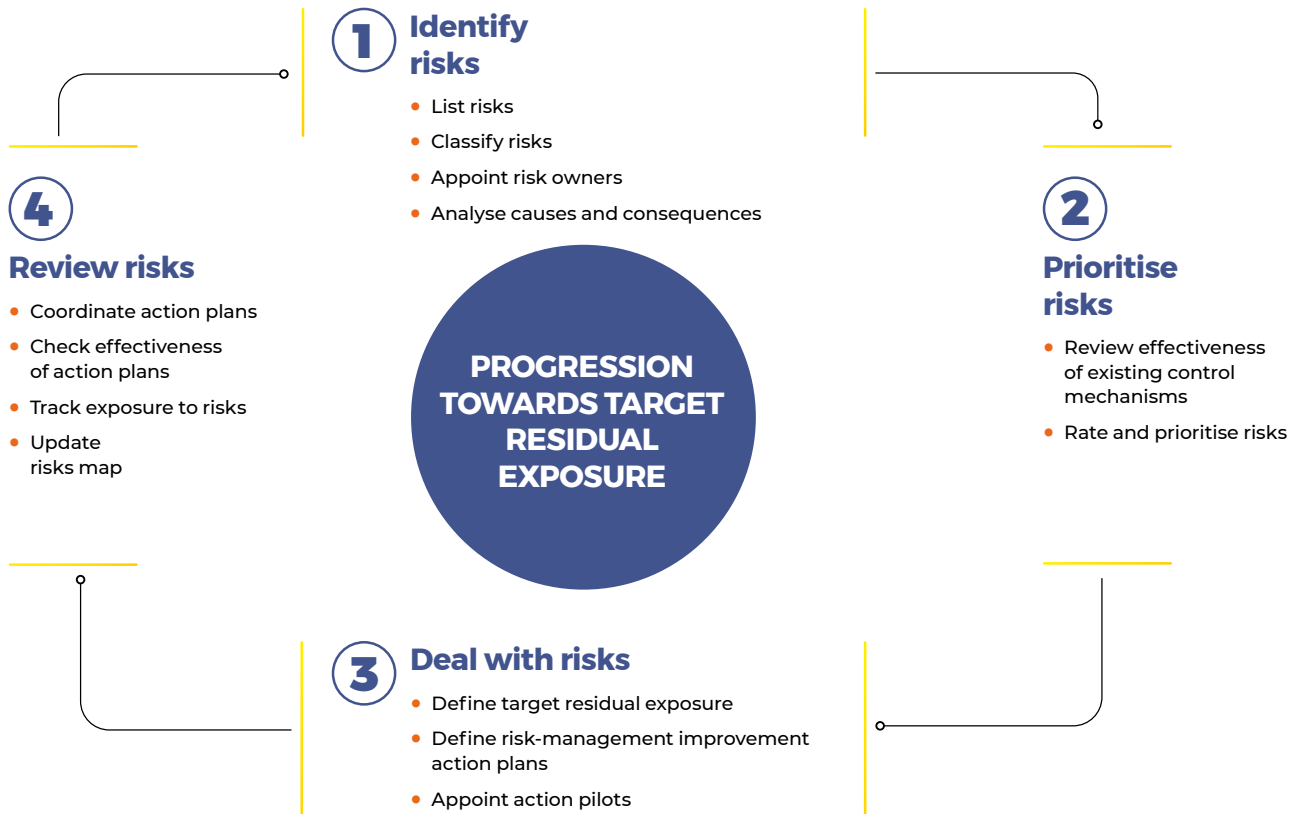 1
Identify
risks
• List risks
• Classify risks
• Appoint risk owners
• Analyse causes and consequences
2
Prioritise
risks
• Review effectiveness
of existing control
mechanisms
• Rate and prioritise risks
3
Deal with risks
• Define target residual exposure
• Define risk-management improvement
action plans
• Appoint action pilots
4
Review risks
• Coordinate action plans
• Check effectiveness
of action plans
• Track exposure to risks
• Update
risks map
PROGRESSION
TOWARDS TARGET
RESIDUAL
EXPOSURE